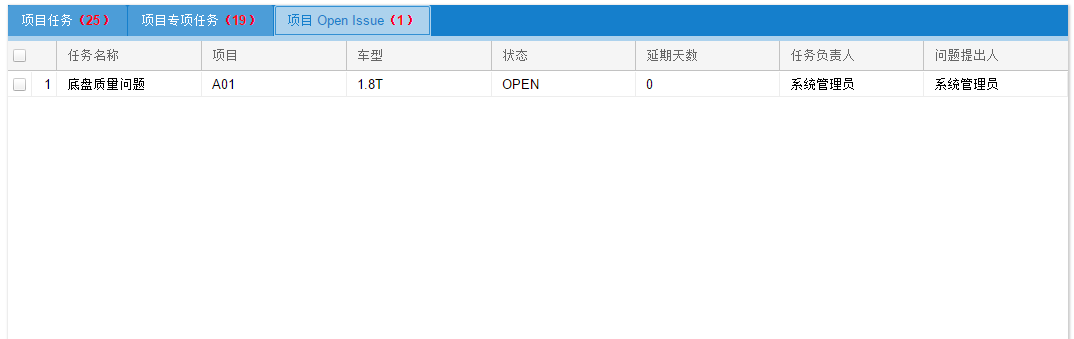 项目任务（25） 项目专项任务（19） 项目 Open Issue（1）
任务名称 项目 车型 状态 延期天数 任务负责人 问题提出人
1 底盘质量问题 A01 1.8T OPEN 0 系统管理员 系统管理员